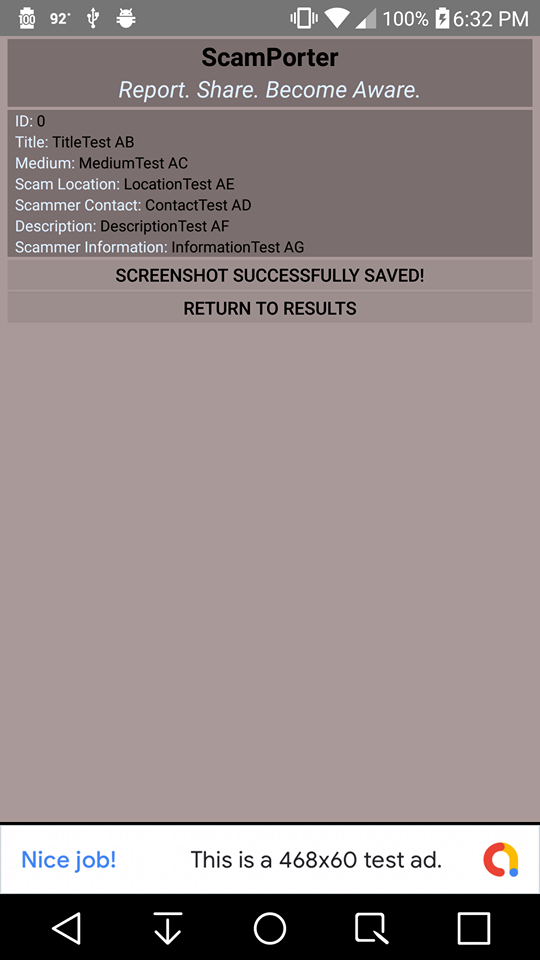 100 92° 100% 6:32 PM
ScamPorter
Report. Share. Become Aware.
ID: 0
Title: TitleTest AB
Medium: MediumTest AC
Scam Location: LocationTest AE
Scammer Contact: ContactTest AD
Description: DescriptionTest AF
Scammer Information: InformationTest AG
SCREENSHOT SUCCESSFULLY SAVED!
RETURN TO RESULTS
Nice job! This is a 468x60 test ad.